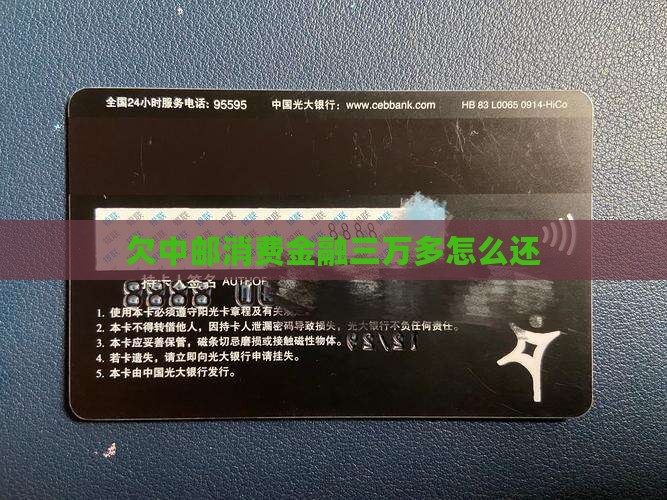 全国24小时服务电话: 95595 中国光大银行: www.cebbank.com HB 83 L0065 0914-HiCo
8888
欠中邮消费金融三万多怎么还
持卡人签名 AUTHOR
1. 使用本卡必须遵守阳光卡章程及有关
2. 本卡不得转借他人，因持卡人泄漏密码导致损失，光大银行不负任何责任。
3. 本卡应妥善保管，磁条切忌磨损或接触磁性物体。
4. 若卡遗失，请立即向光大银行申请挂失。
5. 本卡由中国光大银行发行。